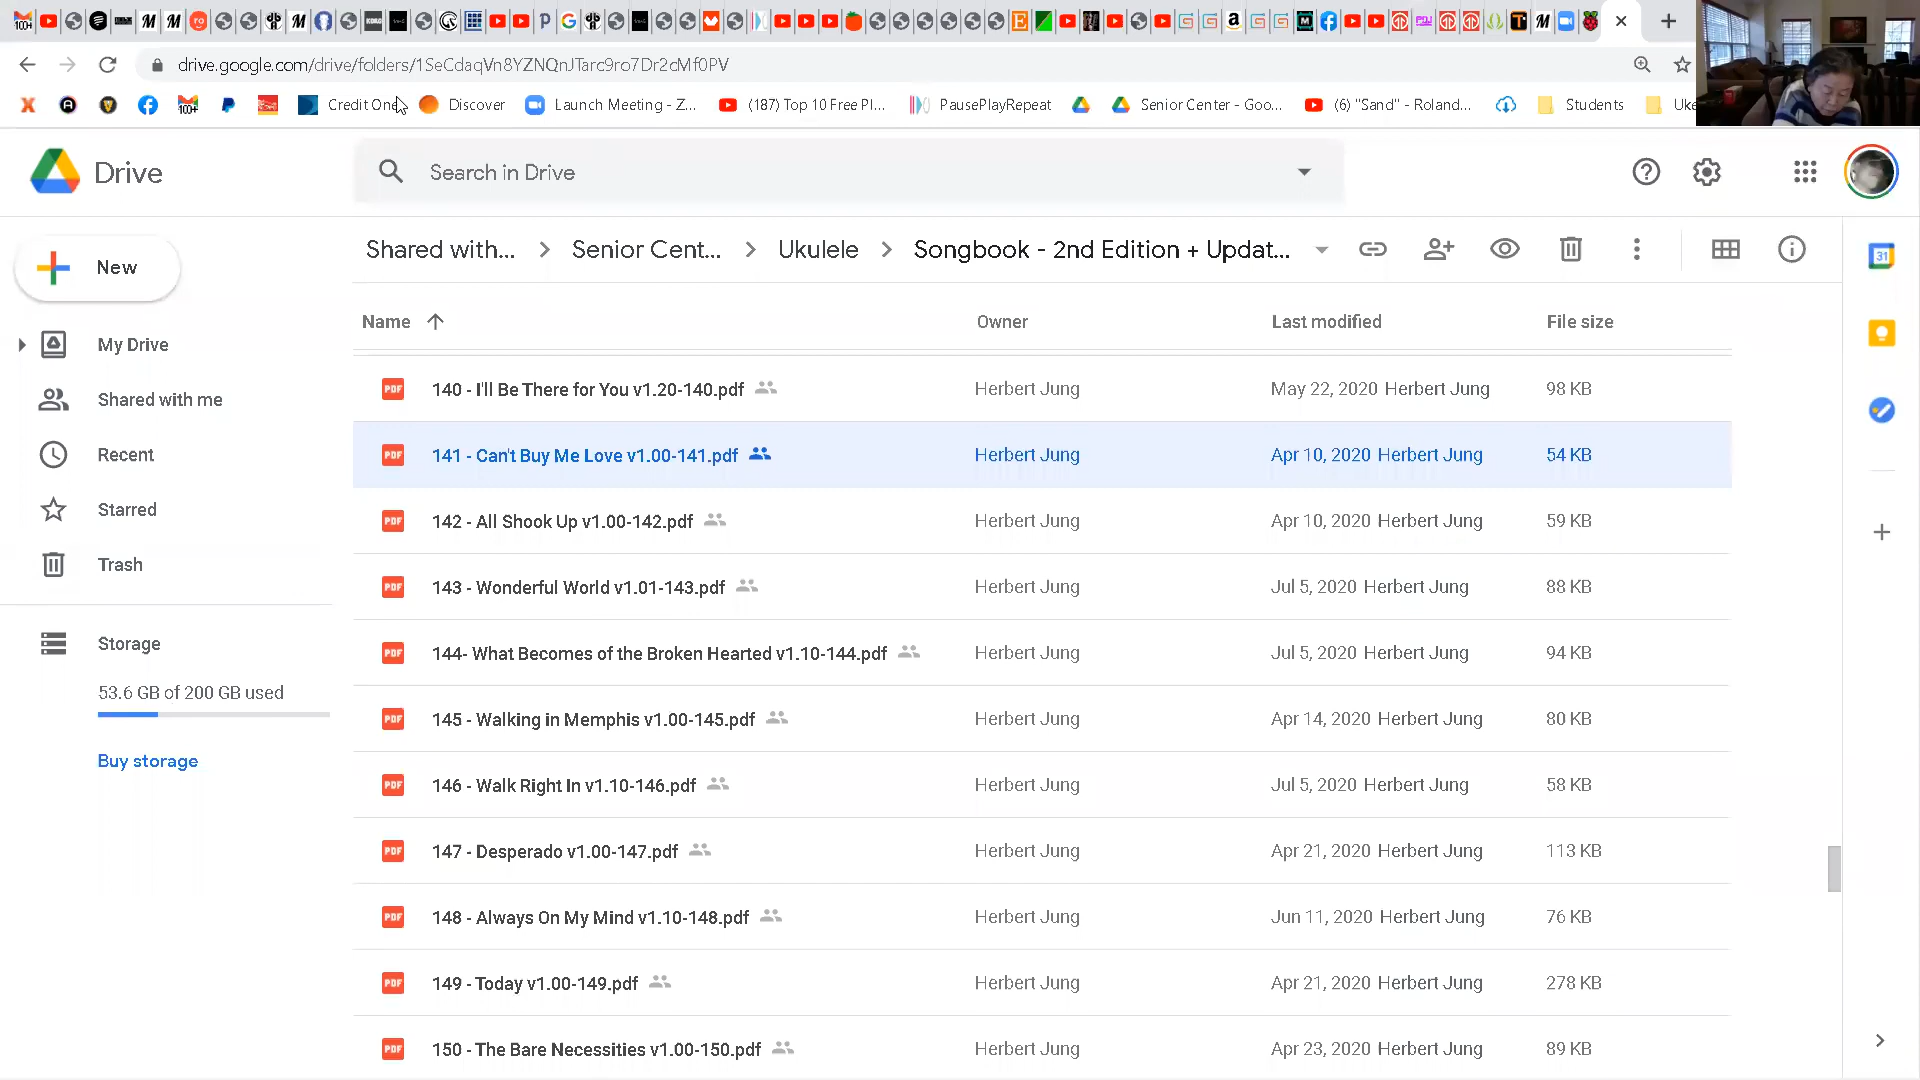 drive.google.com/drive/folders/1SeCdaqVn8YZNQnJTarc9ro7Dr2cMf0PV
Credit One
Discover
Launch Meeting - Z...
(187) Top 10 Free Pl...
PausePlayRepeat
Senior Center - Goo...
(6) "Sand" - Roland...
Students
Uke
Drive
Search in Drive
New
Shared with...
Senior Cent...
Ukulele
Songbook - 2nd Edition + Updat...
Name
Owner
Last modified
File size
My Drive
Shared with me
Recent
Starred
Trash
Storage
53.6 GB of 200 GB used
Buy storage
PDF 140 - I'll Be There for You v1.20-140.pdf Herbert Jung May 22, 2020 Herbert Jung 98 KB
PDF 141 - Can't Buy Me Love v1.00-141.pdf Herbert Jung Apr 10, 2020 Herbert Jung 54 KB
PDF 142 - All Shook Up v1.00-142.pdf Herbert Jung Apr 10, 2020 Herbert Jung 59 KB
PDF 143 - Wonderful World v1.01-143.pdf Herbert Jung Jul 5, 2020 Herbert Jung 88 KB
PDF 144- What Becomes of the Broken Hearted v1.10-144.pdf Herbert Jung Jul 5, 2020 Herbert Jung 94 KB
PDF 145 - Walking in Memphis v1.00-145.pdf Herbert Jung Apr 14, 2020 Herbert Jung 80 KB
PDF 146 - Walk Right In v1.10-146.pdf Herbert Jung Jul 5, 2020 Herbert Jung 58 KB
PDF 147 - Desperado v1.00-147.pdf Herbert Jung Apr 21, 2020 Herbert Jung 113 KB
PDF 148 - Always On My Mind v1.10-148.pdf Herbert Jung Jun 11, 2020 Herbert Jung 76 KB
PDF 149 - Today v1.00-149.pdf Herbert Jung Apr 21, 2020 Herbert Jung 278 KB
PDF 150 - The Bare Necessities v1.00-150.pdf Herbert Jung Apr 23, 2020 Herbert Jung 89 KB
31